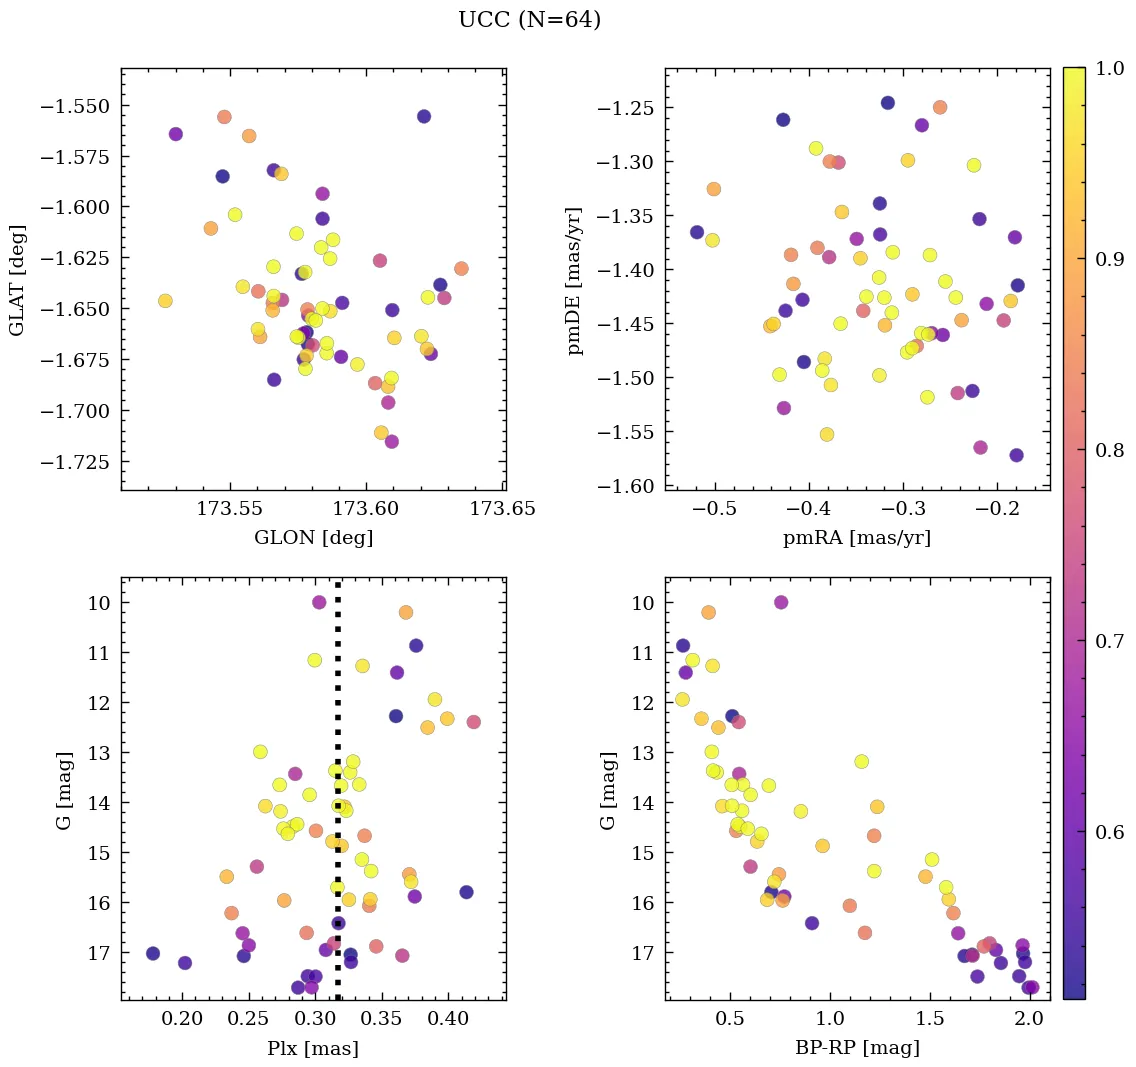 UCC (N=64)
−1.550
−1.575
−1.600
−1.625
−1.650
−1.675
−1.700
−1.725
GLAT [deg]
173.55 173.60 173.65
GLON [deg]
−1.25
−1.30
−1.35
−1.40
−1.45
−1.50
−1.55
−1.60
pmDE [mas/yr]
−0.5 −0.4 −0.3 −0.2
pmRA [mas/yr]
1.0
0.9
0.8
0.7
0.6
10
11
12
13
14
15
16
17
G [mag]
0.20 0.25 0.30 0.35 0.40
Plx [mas]
10
11
12
13
14
15
16
17
G [mag]
0.5 1.0 1.5 2.0
BP-RP [mag]